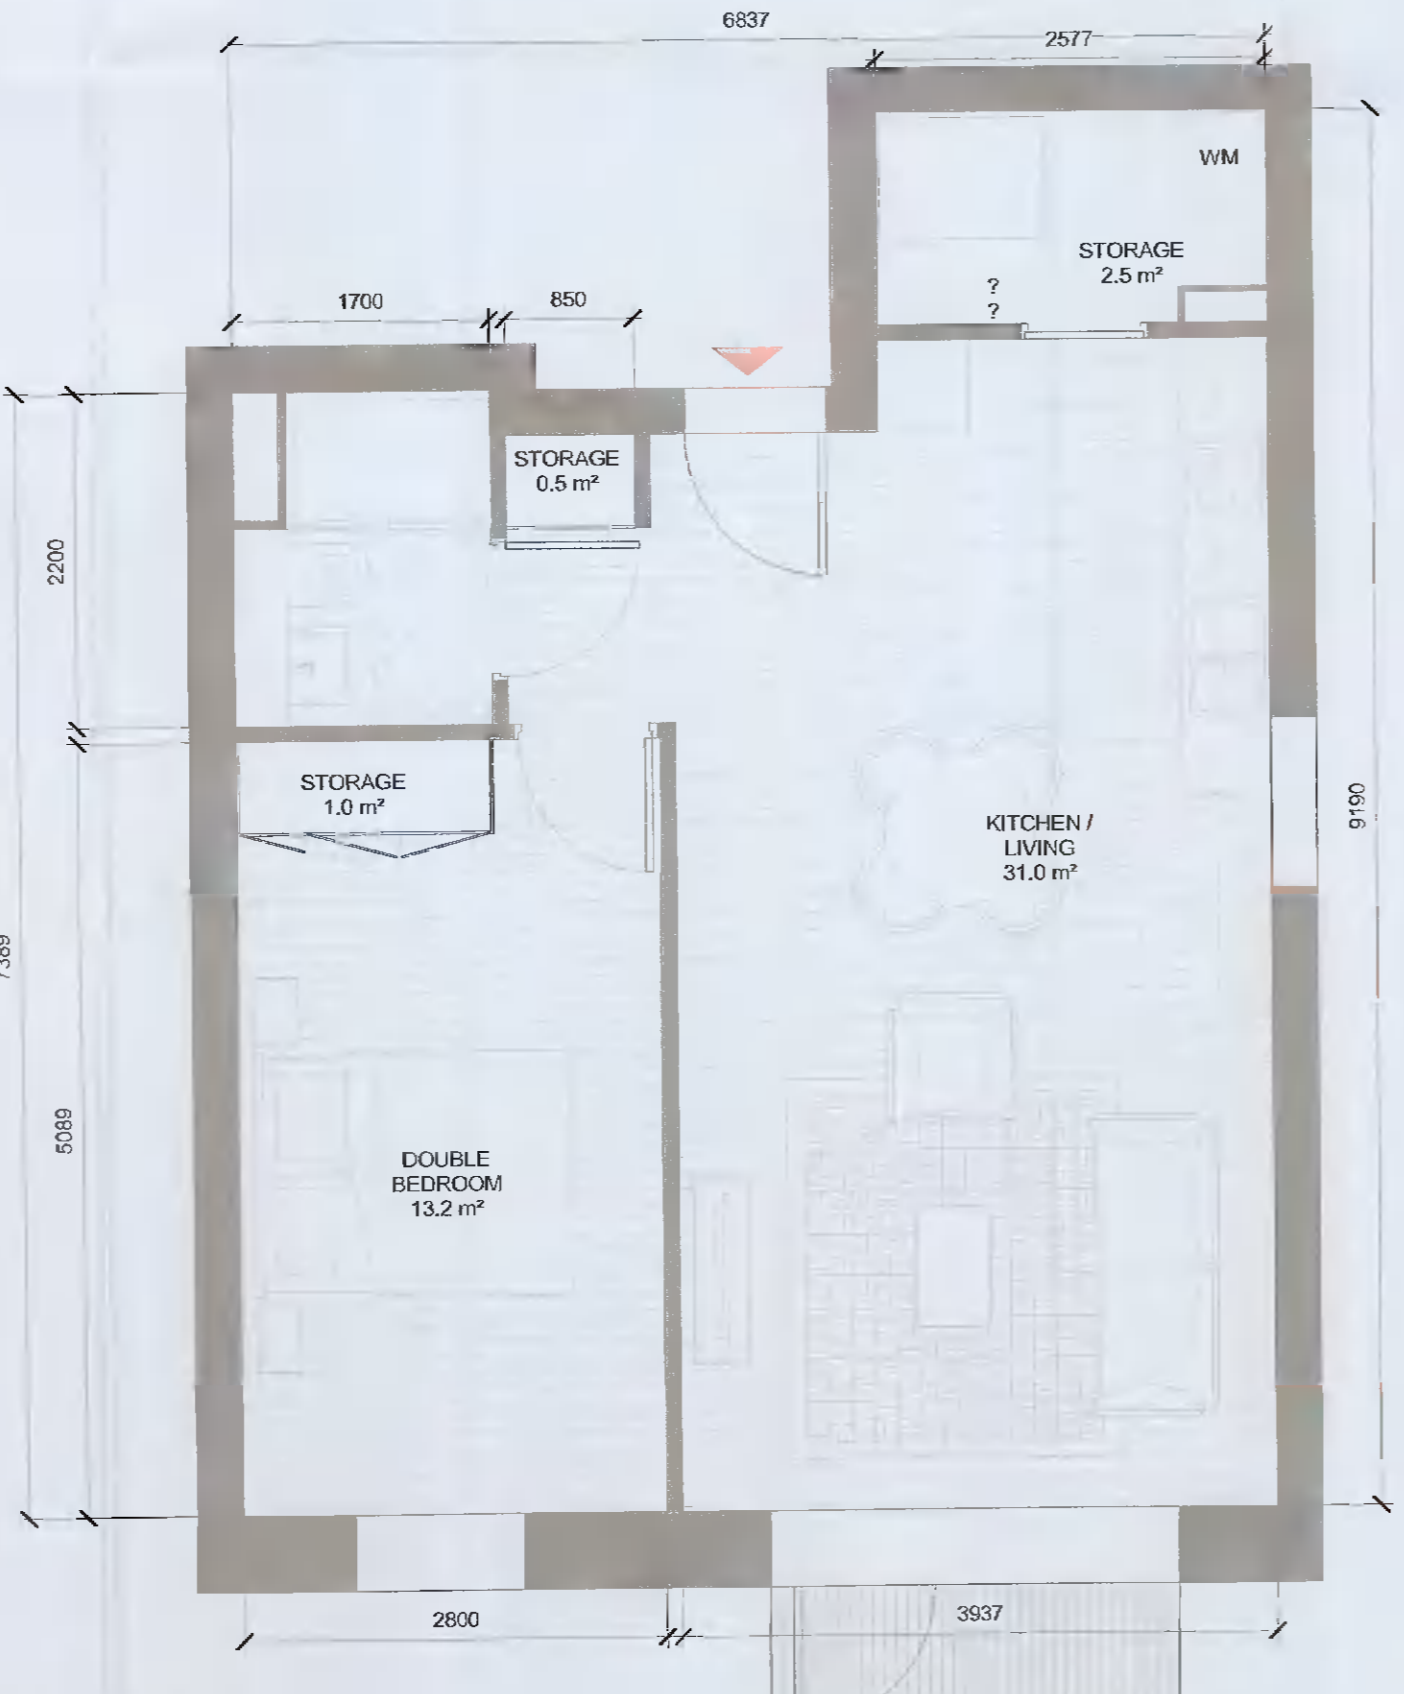 6837
2577
WM
STORAGE
2.5 m²
?
?
1700
850
STORAGE
0.5 m²
2200
STORAGE
1.0 m²
KITCHEN /
LIVING
31.0 m²
9190
7389
5089
DOUBLE
BEDROOM
13.2 m²
2800
3937